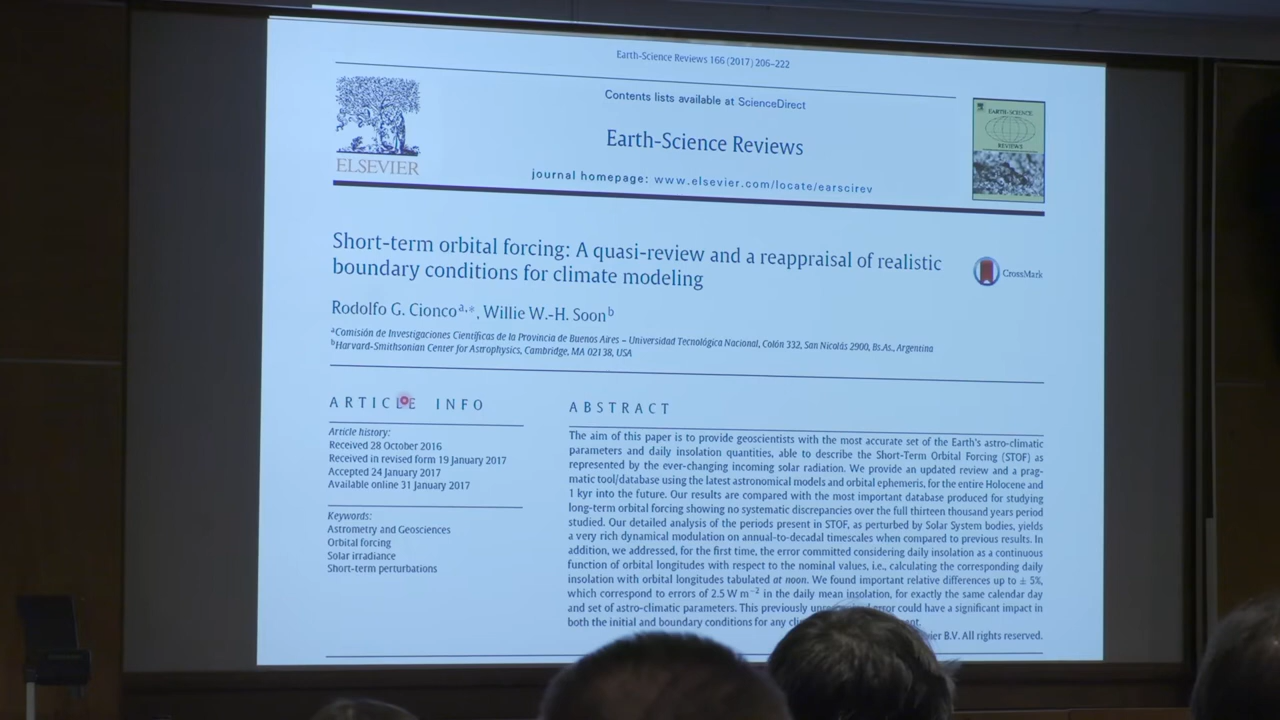 Earth-Science Reviews 166 (2017) 206–222
Contents lists available at ScienceDirect
Earth-Science Reviews
journal homepage: www.elsevier.com/locate/earscirev
ELSEVIER
EARTH-SCIENCE
REVIEWS
Short-term orbital forcing: A quasi-review and a reappraisal of realistic
boundary conditions for climate modeling
CrossMark
Rodolfo G. Cionco a,*, Willie W.-H. Soon b
a Comisión de Investigaciones Científicas de la Provincia de Buenos Aires – Universidad Tecnológica Nacional, Colón 332, San Nicolás 2900, Bs.As., Argentina
b Harvard-Smithsonian Center for Astrophysics, Cambridge, MA 02138, USA
ARTICLE INFO
Article history:
Received 28 October 2016
Received in revised form 19 January 2017
Accepted 24 January 2017
Available online 31 January 2017
Keywords:
Astrometry and Geosciences
Orbital forcing
Solar irradiance
Short-term perturbations
ABSTRACT
The aim of this paper is to provide geoscientists with the most accurate set of the Earth's astro-climatic
parameters and daily insolation quantities, able to describe the Short-Term Orbital Forcing (STOF) as
represented by the ever-changing incoming solar radiation. We provide an updated review and a prag-
matic tool/database using the latest astronomical models and orbital ephemeris, for the entire Holocene and
1 kyr into the future. Our results are compared with the most important database produced for studying
long-term orbital forcing showing no systematic discrepancies over the full thirteen thousand years period
studied. Our detailed analysis of the periods present in STOF, as perturbed by Solar System bodies, yields
a very rich dynamical modulation on annual-to-decadal timescales when compared to previous results. In
addition, we addressed, for the first time, the error committed considering daily insolation as a continuous
function of orbital longitudes with respect to the nominal values, i.e., calculating the corresponding daily
insolation with orbital longitudes tabulated at noon. We found important relative differences up to ± 5%,
which correspond to errors of 2.5 W m−2 in the daily mean insolation, for exactly the same calendar day
and set of astro-climatic parameters. This previously error could have a significant impact in
both the initial and boundary conditions for any
B.V. All rights reserved.